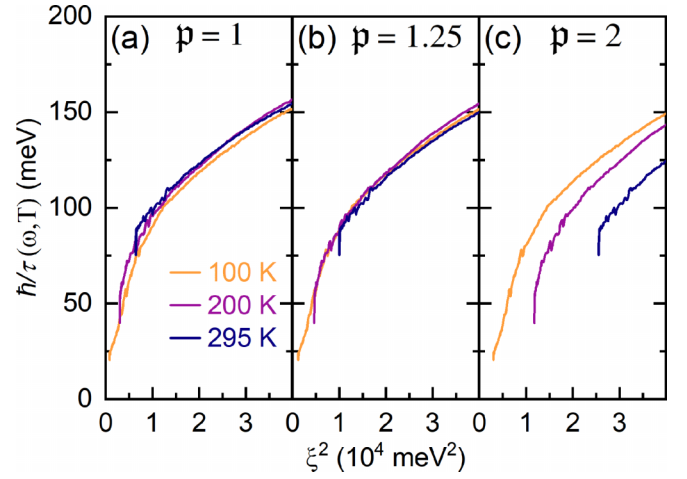 (a) 𝔭 = 1
(b) 𝔭 = 1.25
(c) 𝔭 = 2
ħ/τ (ω,T) (meV)
200
150
100
50
0
100 K
200 K
295 K
0 1 2 3 0 1 2 3 0 1 2 3
ξ² (10⁴ meV²)